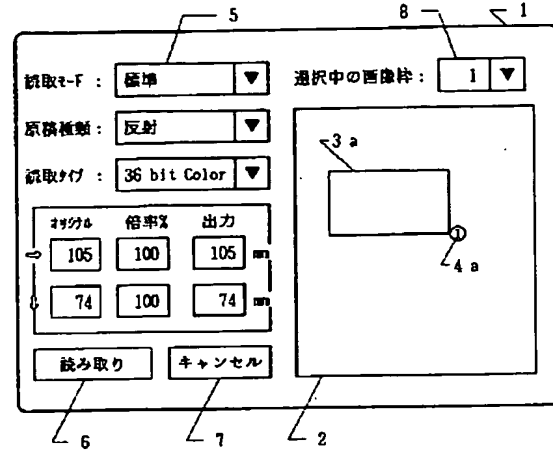 5
8
1
読取モード： 標準 ▼
選択中の画像枠： 1 ▼
原稿種類： 反射 ▼
読取タイプ： 36 bit Color ▼
3 a
①
4 a
オリジナル 倍率% 出力
⇨ 105 100 105 mm
⇩ 74 100 74 mm
読み取り キャンセル
6
7
2